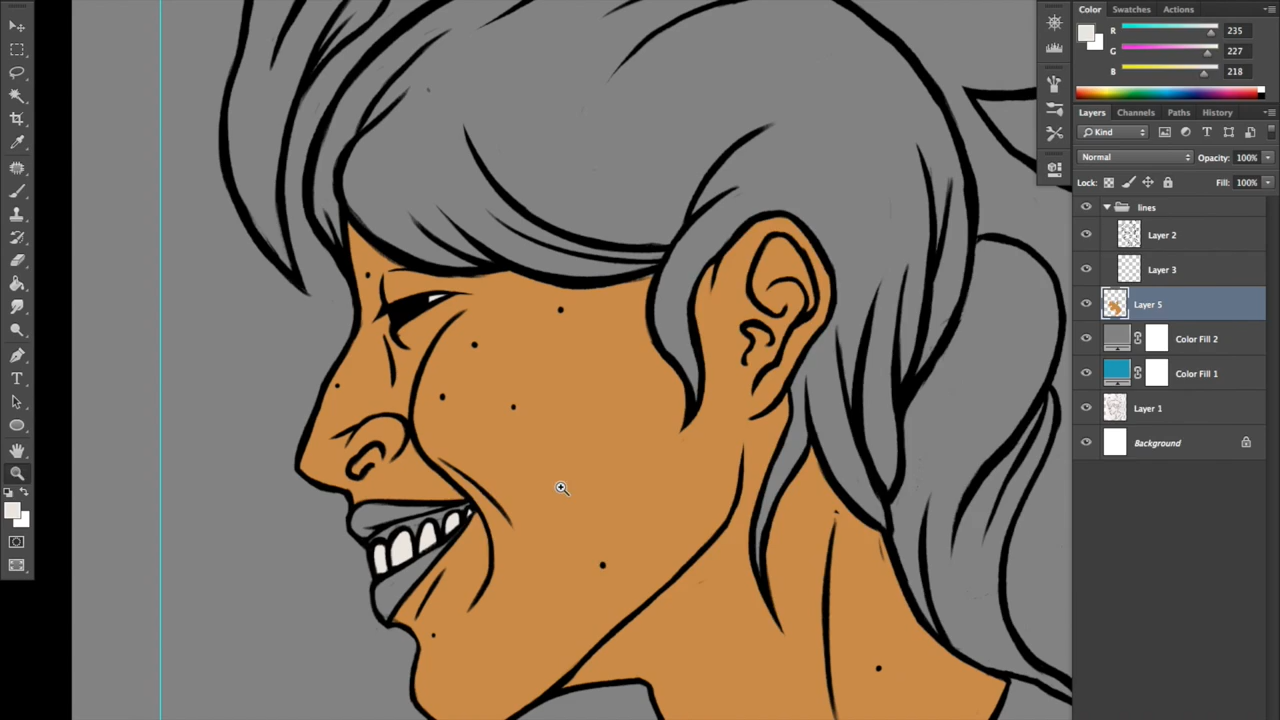 Color Swatches Actions
R 235
G 227
B 218
Layers Channels Paths History
Kind T
Normal Opacity: 100%
Lock: Fill: 100%
lines
Layer 2
Layer 3
Layer 5
Color Fill 2
Color Fill 1
Layer 1
Background
T